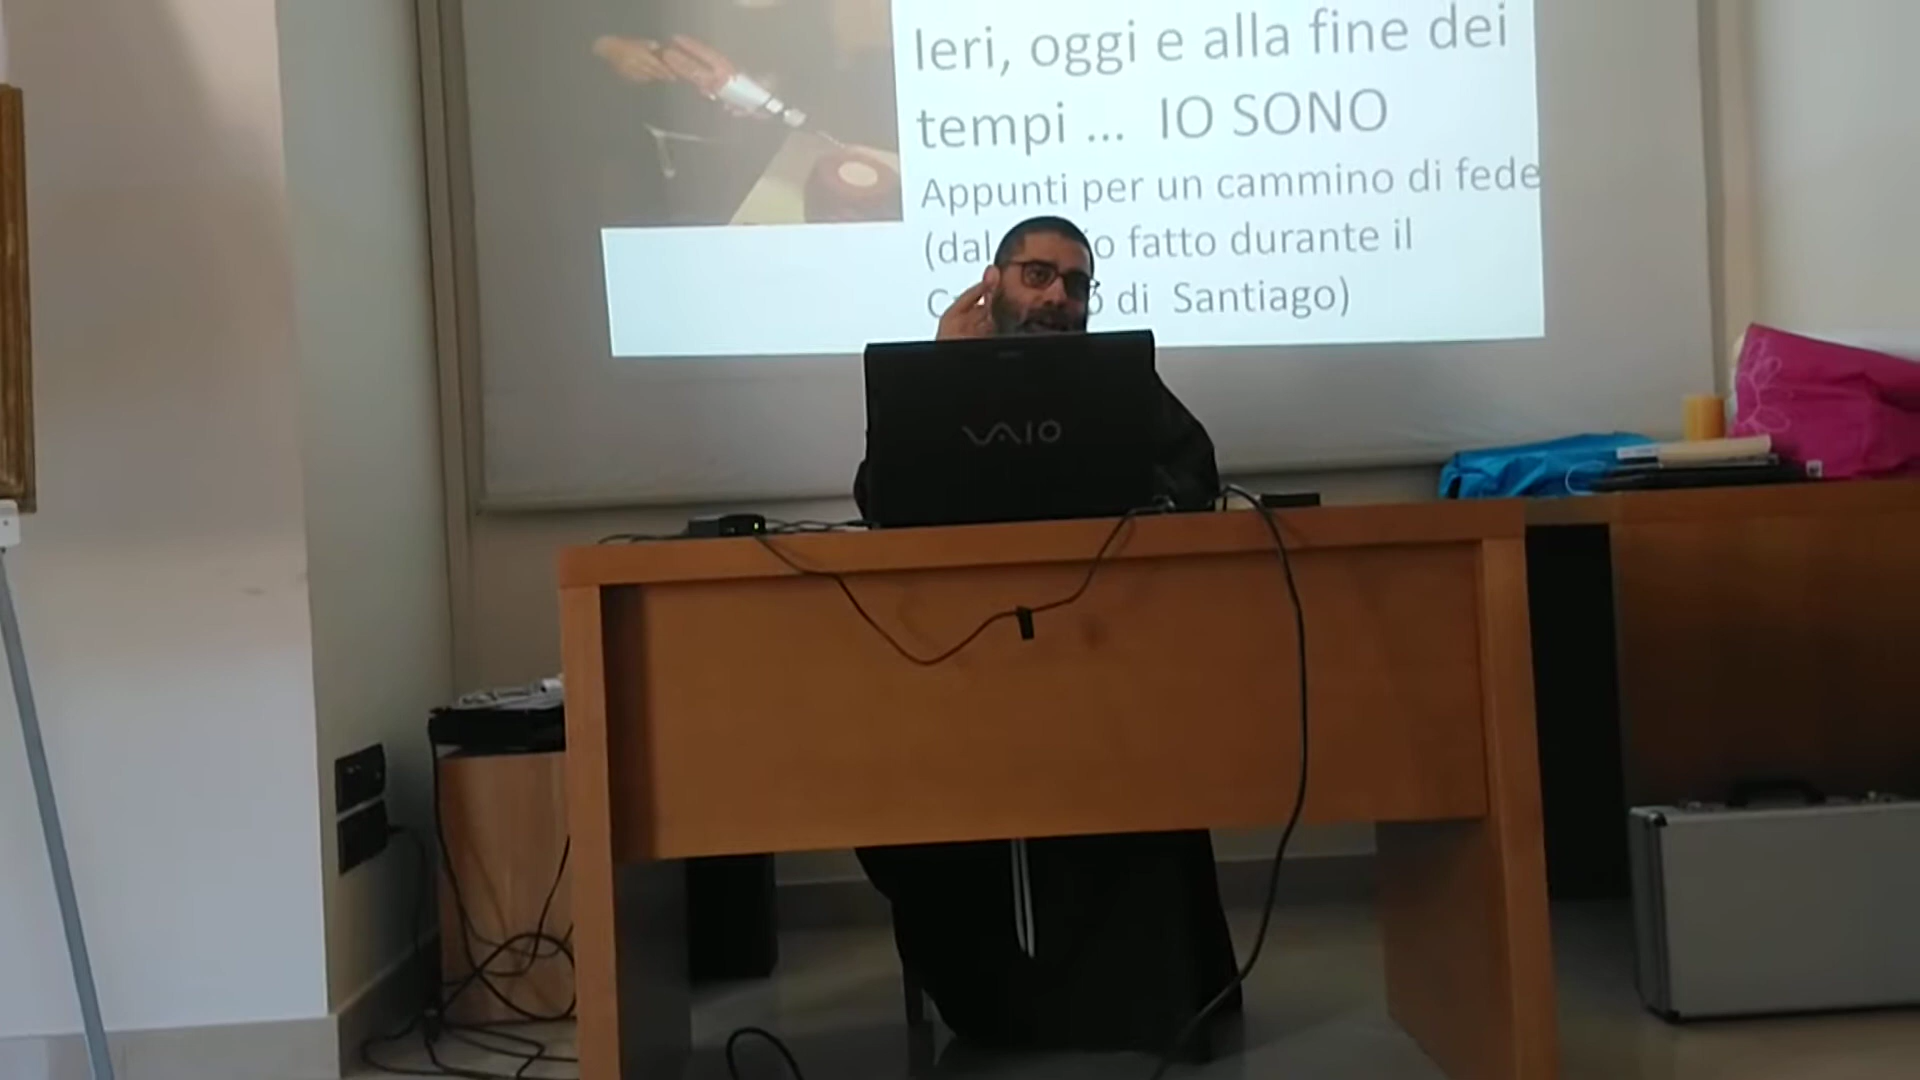 Ieri, oggi e alla fine dei
tempi ... IO SONO
Appunti per un cammino di fede
(dal fatto durante il
di Santiago)
VAIO